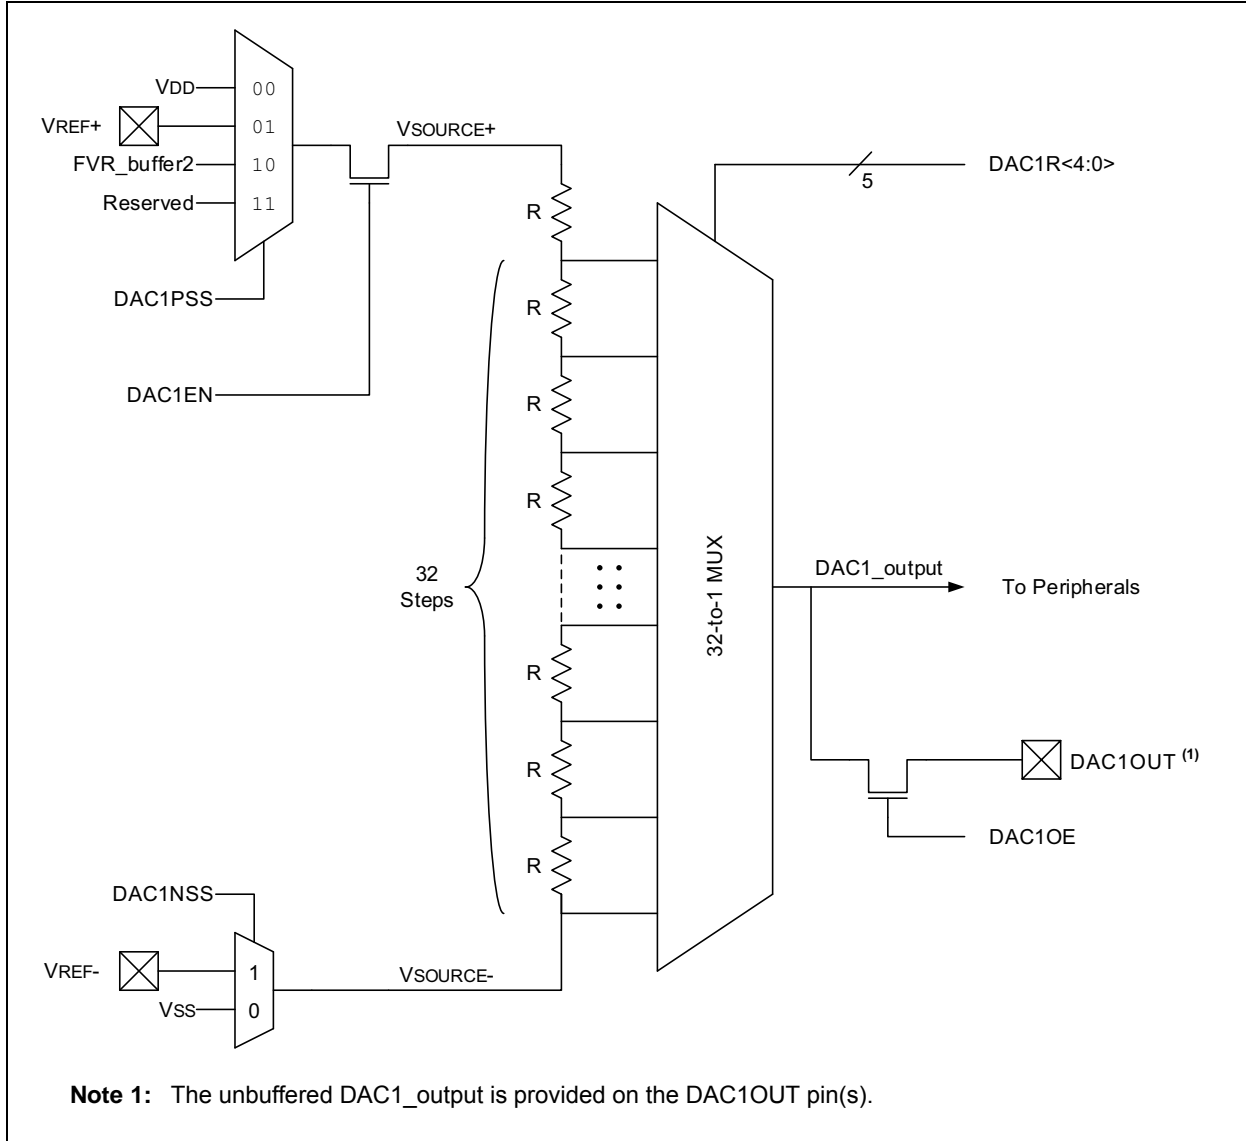 VDD
00
VREF+
01
VSOURCE+
FVR_buffer2
10
DAC1R<4:0>
5
Reserved
11
R
DAC1PSS
R
DAC1EN
R
R
32
Steps
32-to-1 MUX
DAC1_output
To Peripherals
R
R
DAC1OUT (1)
DAC1OE
R
DAC1NSS
VREF-
1
VSOURCE-
VSS
0
Note 1: The unbuffered DAC1_output is provided on the DAC1OUT pin(s).